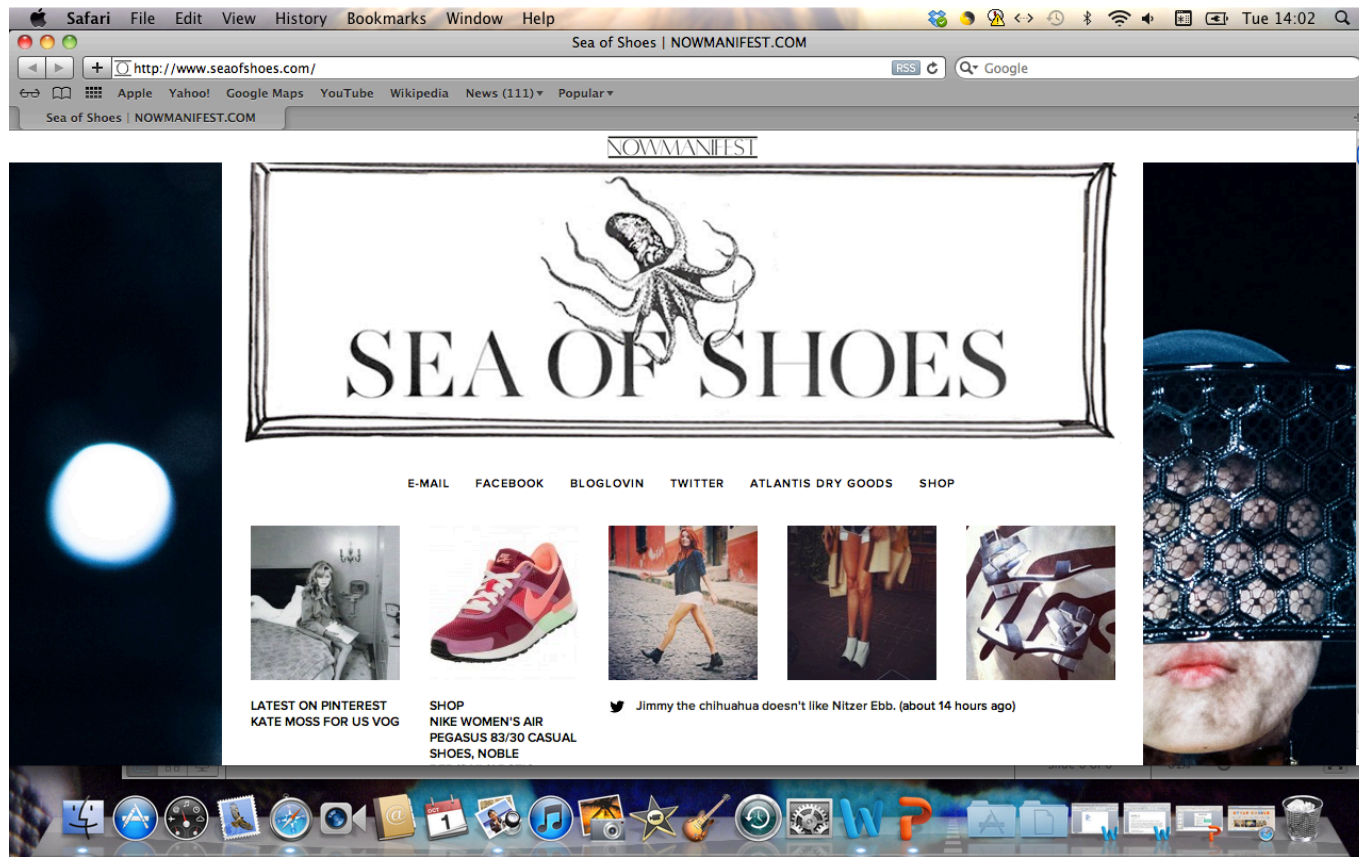 Safari File Edit View History Bookmarks Window Help Tue 14:02
Sea of Shoes | NOWMANIFEST.COM
http://www.seaofshoes.com/ RSS Google
Apple Yahoo! Google Maps YouTube Wikipedia News (111) Popular
Sea of Shoes | NOWMANIFEST.COM
NOWMANIFEST
SEA OF SHOES
E-MAIL FACEBOOK BLOGLOVIN TWITTER ATLANTIS DRY GOODS SHOP
LATEST ON PINTEREST
KATE MOSS FOR US VOG
SHOP
NIKE WOMEN'S AIR
PEGASUS 83/30 CASUAL
SHOES, NOBLE
Jimmy the chihuahua doesn't like Nitzer Ebb. (about 14 hours ago)
OCT
1